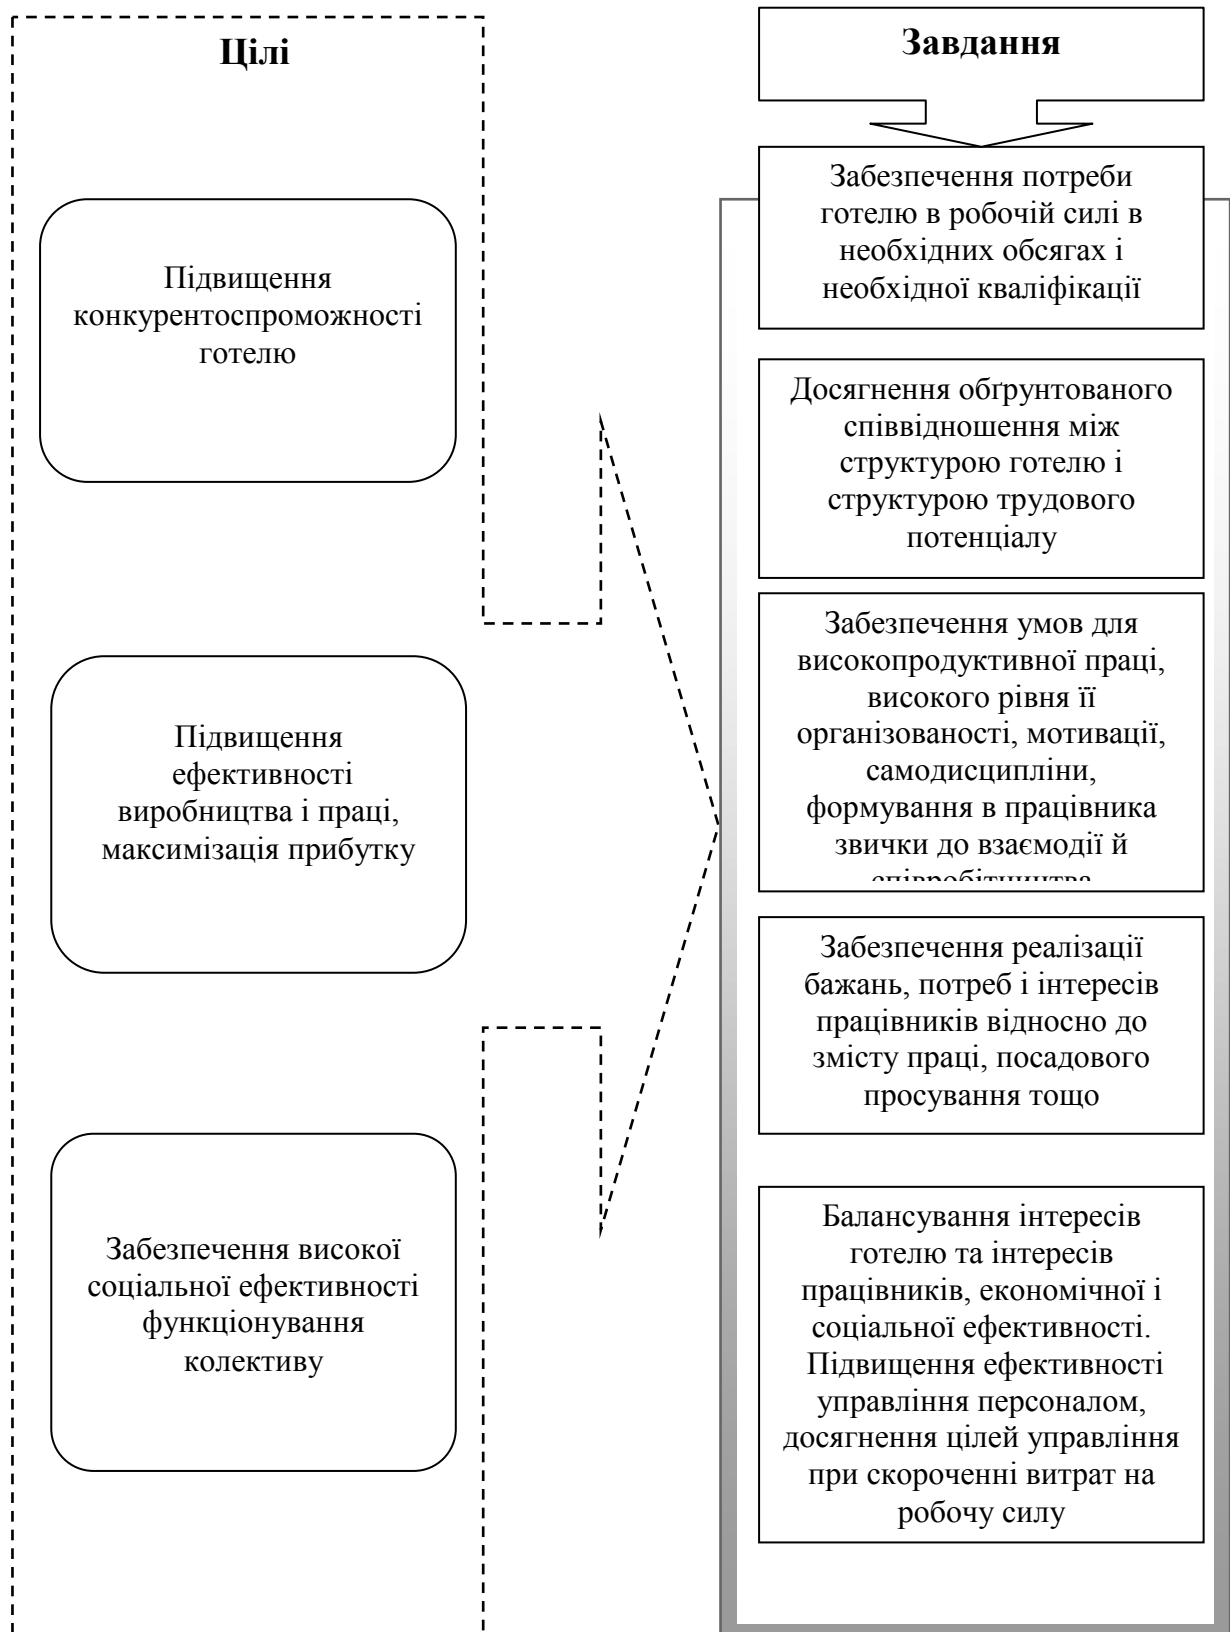 Цілі
Підвищення
конкурентоспроможності
готелю
Підвищення
ефективності
виробництва і праці,
максимізація прибутку
Забезпечення високої
соціальної ефективності
функціонування
колективу
Завдання
Забезпечення потреби
готелю в робочій силі в
необхідних обсягах і
необхідної кваліфікації
Досягнення обґрунтованого
співвідношення між
структурою готелю і
структурою трудового
потенціалу
Забезпечення умов для
високопродуктивної праці,
високого рівня її
організованості, мотивації,
самодисципліни,
формування в працівника
звички до взаємодії й
співробітництва
Забезпечення реалізації
бажань, потреб і інтересів
працівників відносно до
змісту праці, посадового
просування тощо
Балансування інтересів
готелю та інтересів
працівників, економічної і
соціальної ефективності.
Підвищення ефективності
управління персоналом,
досягнення цілей управління
при скороченні витрат на
робочу силу